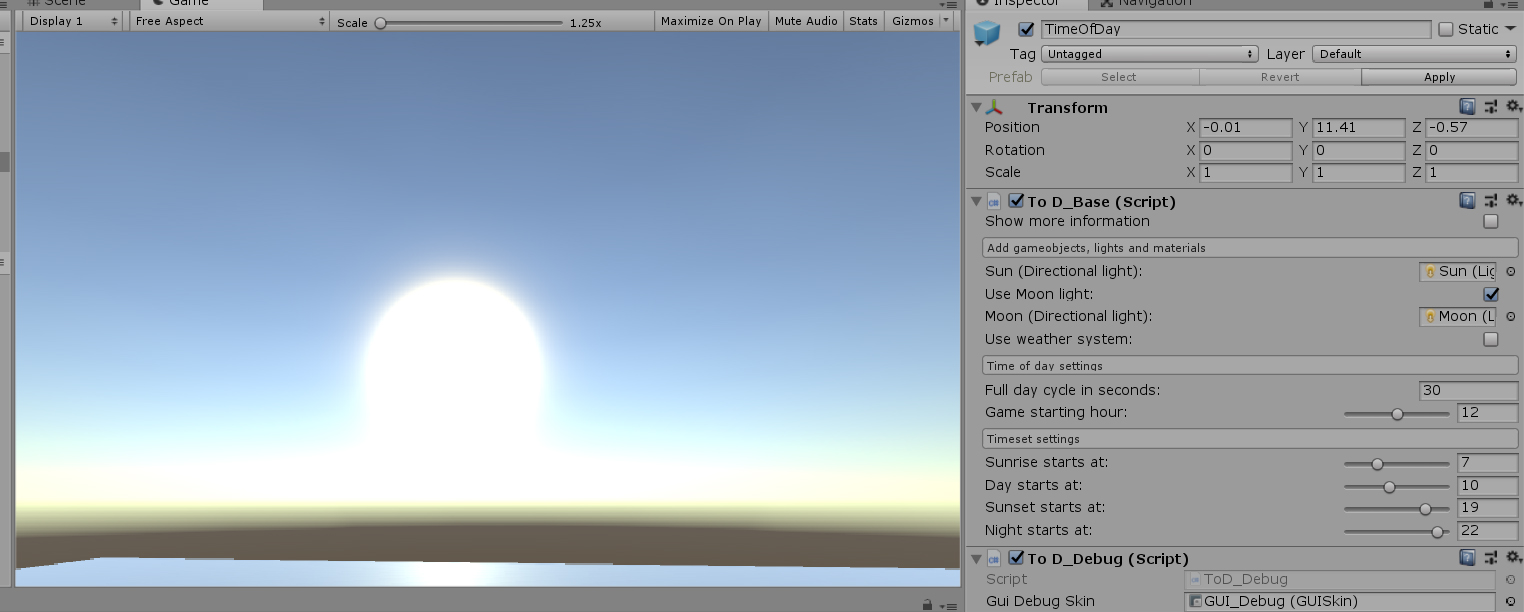 Scene Game
Display 1 Free Aspect Scale 1.25x Maximize On Play Mute Audio Stats Gizmos
Inspector Navigation
TimeOfDay Static
Tag Untagged Layer Default
Prefab Select Revert Apply
Transform
Position X -0.01 Y 11.41 Z -0.57
Rotation X 0 Y 0 Z 0
Scale X 1 Y 1 Z 1
To D_Base (Script)
Show more information
Add gameobjects, lights and materials
Sun (Directional light): Sun (Lig
Use Moon light:
Moon (Directional light): Moon (L
Use weather system:
Time of day settings
Full day cycle in seconds: 30
Game starting hour: 12
Timeset settings
Sunrise starts at: 7
Day starts at: 10
Sunset starts at: 19
Night starts at: 22
To D_Debug (Script)
Script ToD_Debug
Gui Debug Skin GUI_Debug (GUISkin)